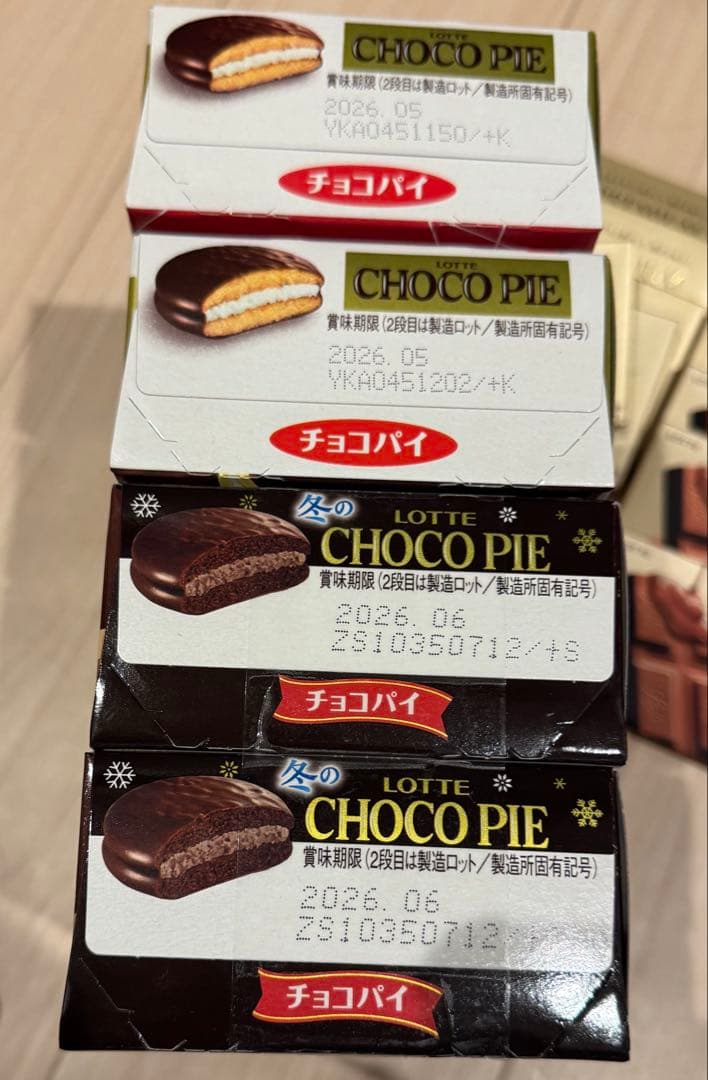 LOTTE
CHOCO PIE
賞味期限(2段目は製造ロット/製造所固有記号)
2026.05
YKA0451150/+K
チョコパイ
LOTTE
CHOCO PIE
賞味期限(2段目は製造ロット/製造所固有記号)
2026.05
YKA0451202/+K
チョコパイ
冬の
LOTTE
CHOCO PIE
賞味期限(2段目は製造ロット/製造所固有記号)
2026.06
ZS10350712/+S
チョコパイ
冬の
LOTTE
CHOCO PIE
賞味期限(2段目は製造ロット/製造所固有記号)
2026.06
ZS10350712
チョコパイ